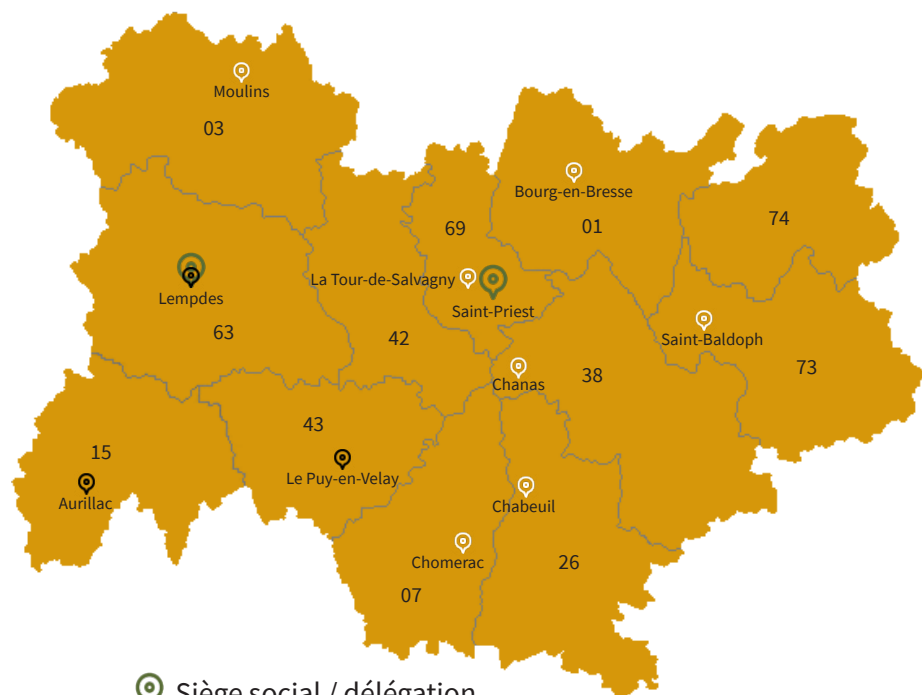 Moulins
03
Bourg-en-Bresse
01
69
74
La Tour-de-Salvagny
Saint-Priest
Lempdes
63
42
Saint-Baldoph
73
Chanas
38
43
15
Le Puy-en-Velay
Aurillac
Chabeuil
Chomerac
26
07
Siège social / délégation